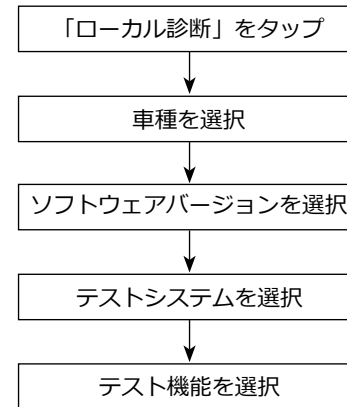 「ローカル診断」をタップ
車種を選択
ソフトウェアバージョンを選択
テストシステムを選択
テスト機能を選択